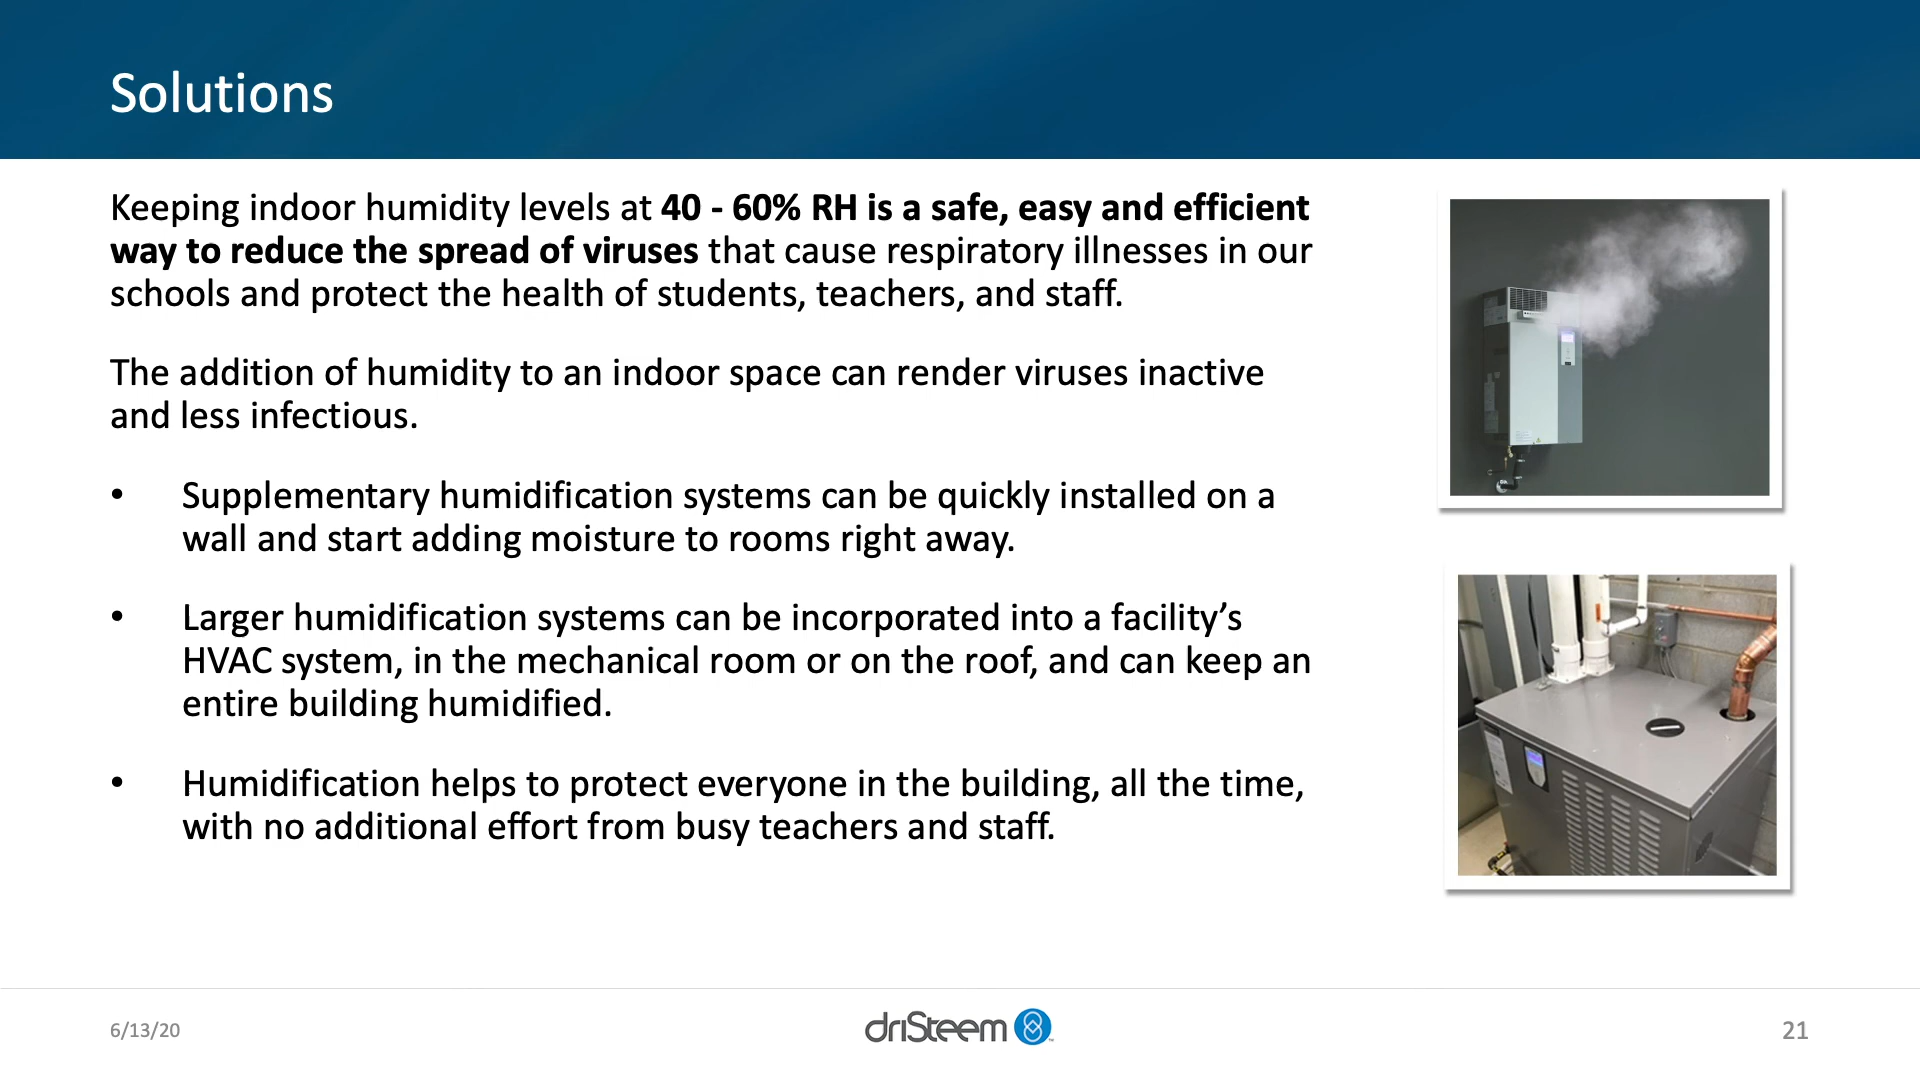 Solutions
Keeping indoor humidity levels at 40 - 60% RH is a safe, easy and efficient
way to reduce the spread of viruses that cause respiratory illnesses in our
schools and protect the health of students, teachers, and staff.
The addition of humidity to an indoor space can render viruses inactive
and less infectious.
• Supplementary humidification systems can be quickly installed on a
wall and start adding moisture to rooms right away.
• Larger humidification systems can be incorporated into a facility’s
HVAC system, in the mechanical room or on the roof, and can keep an
entire building humidified.
• Humidification helps to protect everyone in the building, all the time,
with no additional effort from busy teachers and staff.
6/13/20
driSteem
21